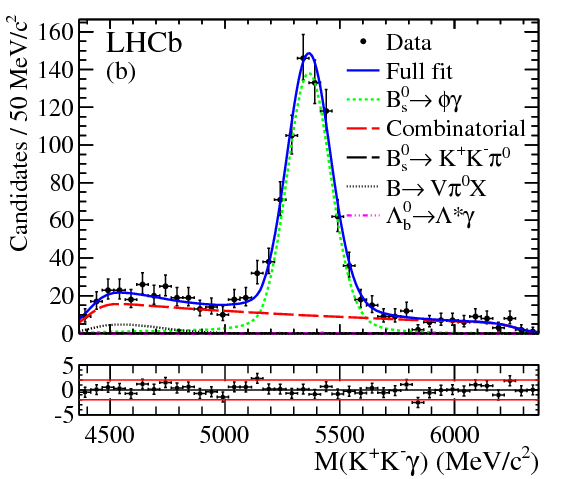 LHCb
(b)
Data
Full fit
B⁰ₛ→ ϕγ
Combinatorial
B⁰ₛ→ K⁺K⁻π⁰
B→ Vπ⁰X
Λ⁰b→Λ*γ
Candidates / 50 MeV/c²
160
140
120
100
80
60
40
20
0
5
0
-5
4500 5000 5500 6000
M(K⁺K⁻γ) (MeV/c²)